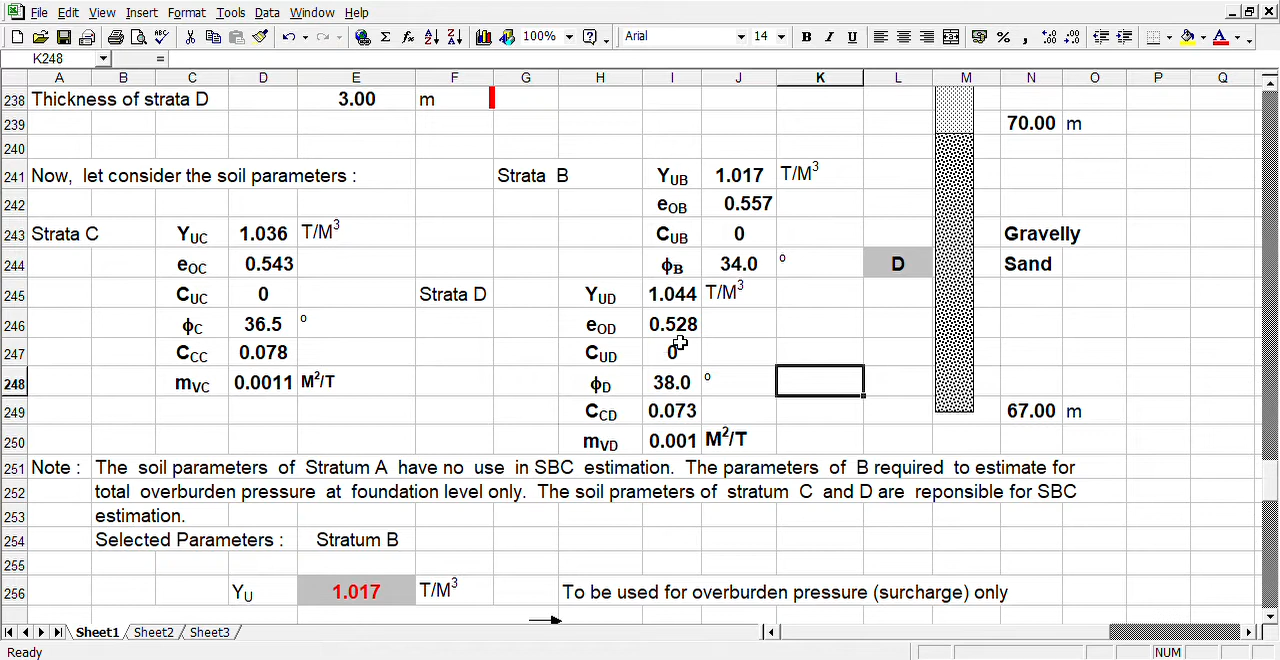 File Edit View Insert Format Tools Data Window Help
100% Arial 14 B I U
K248 =
A B C D E F G H I J K L M N O P Q
238 Thickness of strata D 3.00 m
239 70.00 m
240
241 Now, let consider the soil parameters : Strata B YUB 1.017 T/M3
242 eOB 0.557
243 Strata C YUC 1.036 T/M3 CUB 0 Gravelly
244 eOC 0.543 ϕB 34.0 o D Sand
245 CUC 0 Strata D YUD 1.044 T/M3
246 ϕC 36.5 o eOD 0.528
247 CCC 0.078 CUD 0
248 mVC 0.0011 M2/T ϕD 38.0 o
249 CCD 0.073 67.00 m
250 mVD 0.001 M2/T
251 Note : The soil parameters of Stratum A have no use in SBC estimation. The parameters of B required to estimate for
252 total overburden pressure at foundation level only. The soil prameters of stratum C and D are reponsible for SBC
253 estimation.
254 Selected Parameters : Stratum B
255
256 YU 1.017 T/M3 To be used for overburden pressure (surcharge) only
Sheet1 Sheet2 Sheet3
Ready NUM